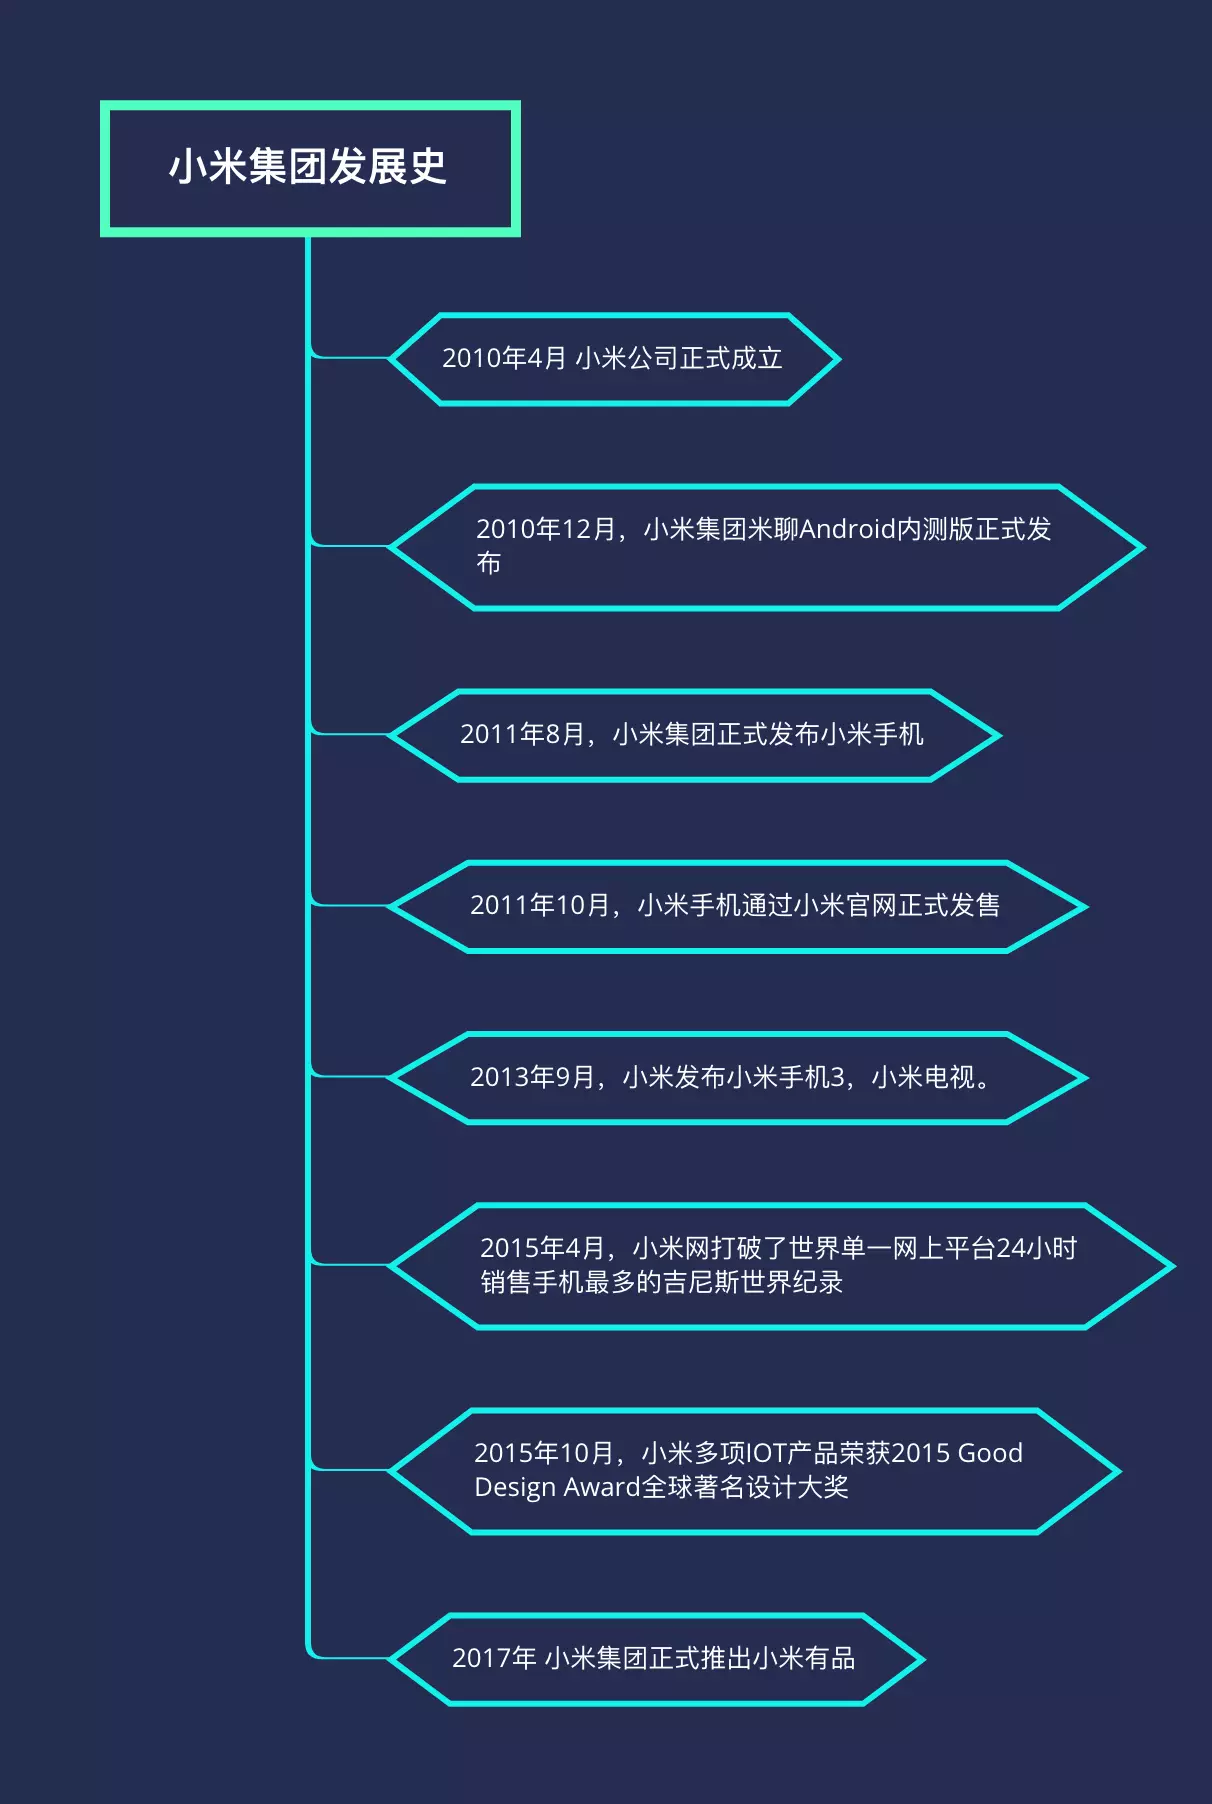 小米集团发展史
2010年4月 小米公司正式成立
2010年12月，小米集团米聊Android内测版正式发
布
2011年8月，小米集团正式发布小米手机
2011年10月，小米手机通过小米官网正式发售
2013年9月，小米发布小米手机3，小米电视。
2015年4月，小米网打破了世界单一网上平台24小时
销售手机最多的吉尼斯世界纪录
2015年10月，小米多项IOT产品荣获2015 Good
Design Award全球著名设计大奖
2017年 小米集团正式推出小米有品